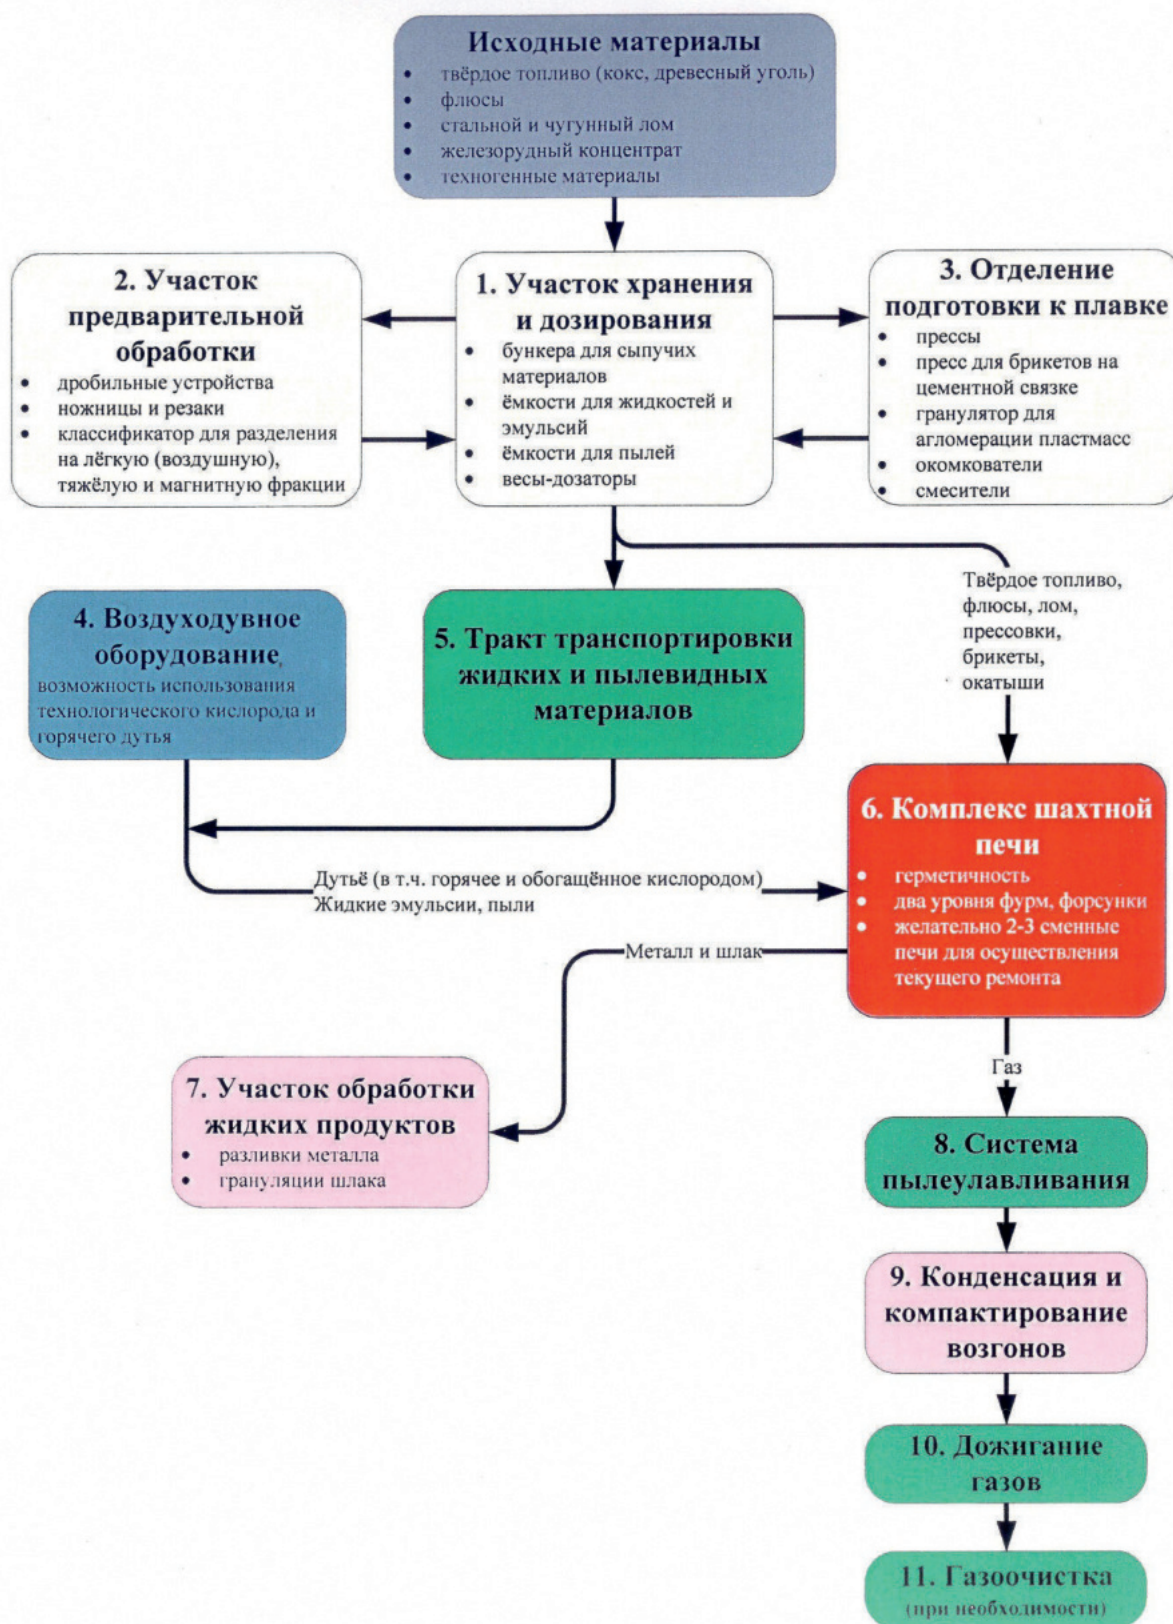 Исходные материалы
• твёрдое топливо (кокс, древесный уголь)
• флюсы
• стальной и чугунный лом
• железорудный концентрат
• техногенные материалы
2. Участок
предварительной
обработки
• дробильные устройства
• ножницы и резаки
• классификатор для разделения
на лёгкую (воздушную),
тяжёлую и магнитную фракции
1. Участок хранения
и дозирования
• бункера для сыпучих
материалов
• ёмкости для жидкостей и
эмульсий
• ёмкости для пылей
• весы-дозаторы
3. Отделение
подготовки к плавке
• прессы
• пресс для брикетов на
цементной связке
• гранулятор для
агломерации пластмасс
• окомкователи
• смесители
4. Воздуходувное
оборудование,
возможность использования
технологического кислорода и
горячего дутья
5. Тракт транспортировки
жидких и пылевидных
материалов
Твёрдое топливо,
флюсы, лом,
прессовки,
брикеты,
окатыши
6. Комплекс шахтной
печи
• герметичность
• два уровня фурм, форсунки
• желательно 2-3 сменные
печи для осуществления
текущего ремонта
Дутьё (в т.ч. горячее и обогащённое кислородом)
Жидкие эмульсии, пыли
Металл и шлак
7. Участок обработки
жидких продуктов
• разливки металла
• грануляции шлака
Газ
8. Система
пылеулавливания
9. Конденсация и
компактирование
возгонов
10. Дожигание
газов
11. Газоочистка
(при необходимости)